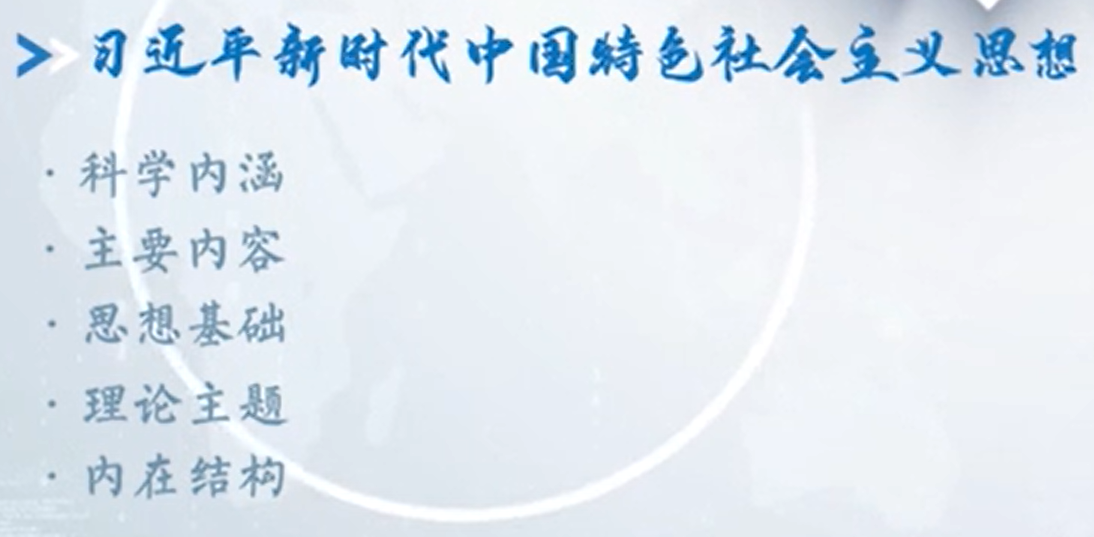 习近平新时代中国特色社会主义思想
· 科学内涵
· 主要内容
· 思想基础
· 理论主题
· 内在结构